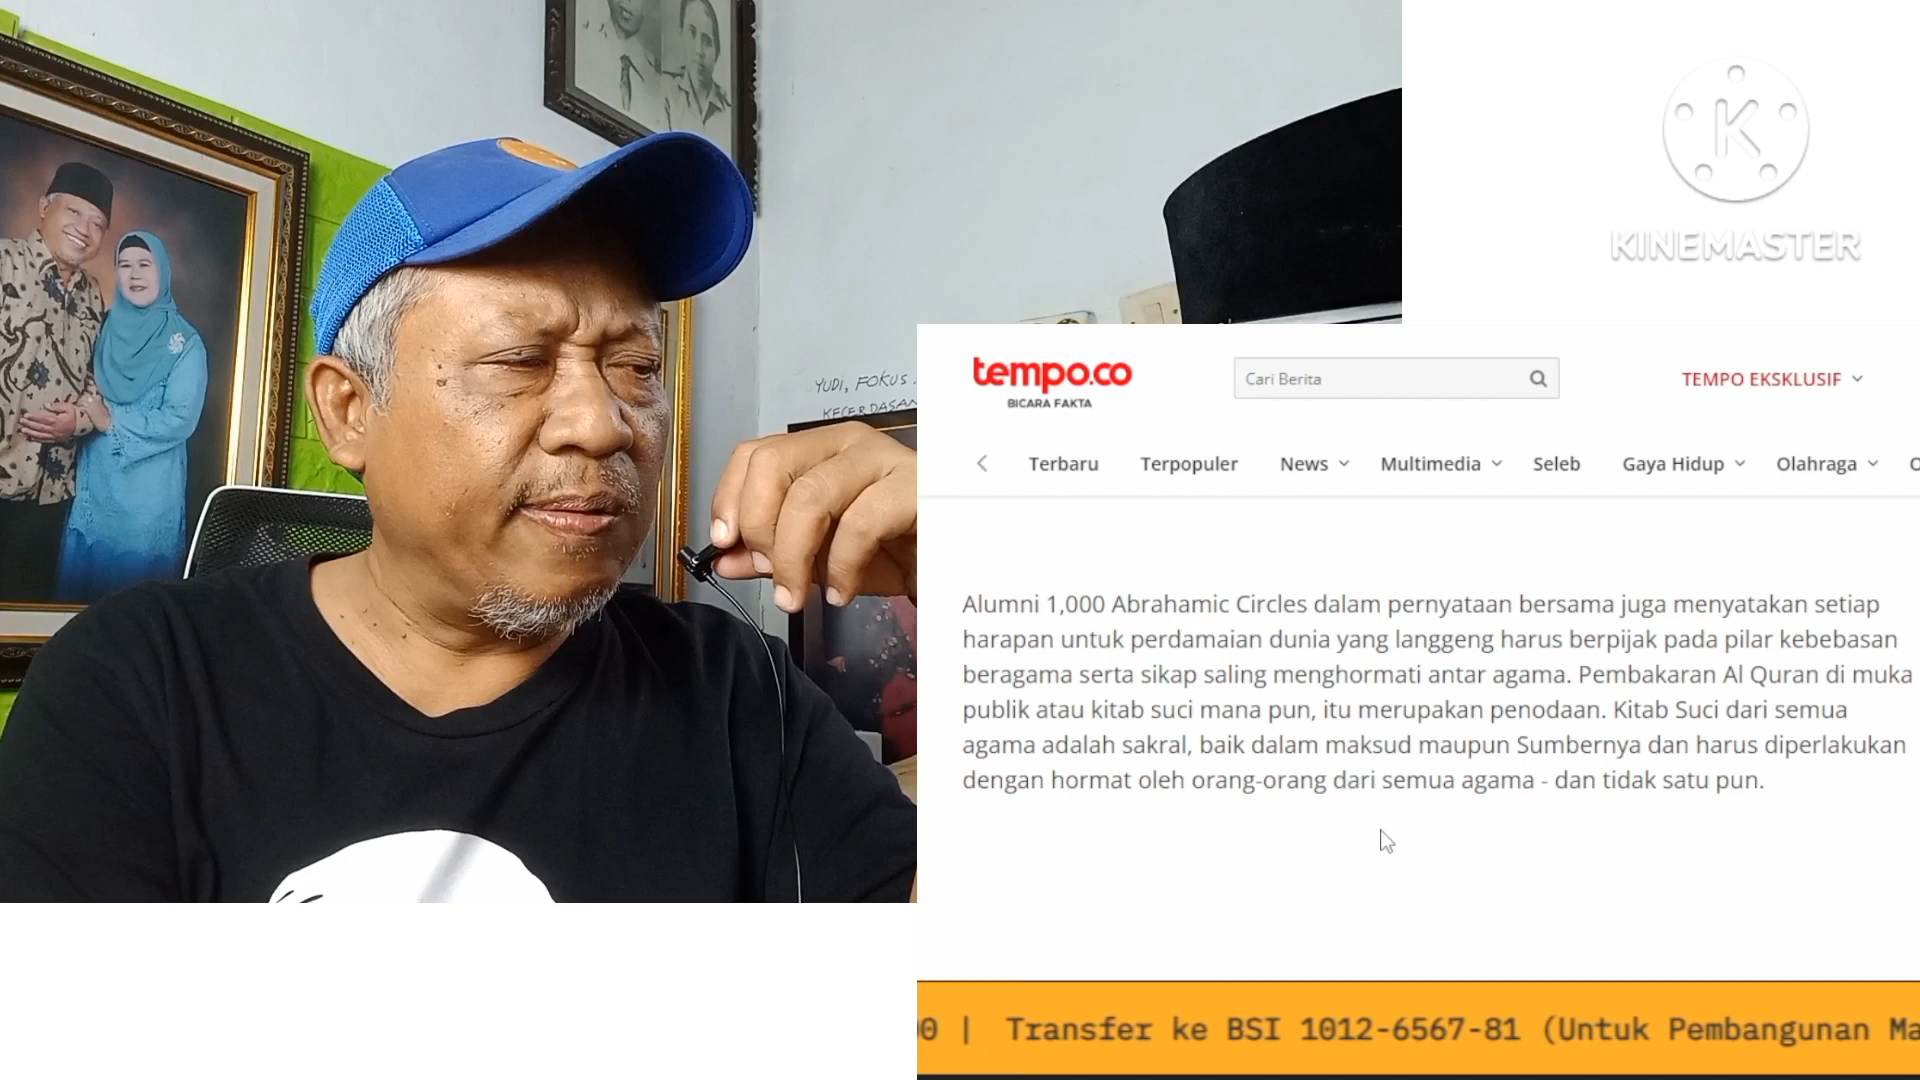 KINEMASTER
YUDI, FOKUS
KECERDASAN
tempo.co
BICARA FAKTA
Cari Berita
TEMPO EKSKLUSIF
Terbaru Terpopuler News Multimedia Seleb Gaya Hidup Olahraga
Alumni 1,000 Abrahamic Circles dalam pernyataan bersama juga menyatakan setiap
harapan untuk perdamaian dunia yang langgeng harus berpijak pada pilar kebebasan
beragama serta sikap saling menghormati antar agama. Pembakaran Al Quran di muka
publik atau kitab suci mana pun, itu merupakan penodaan. Kitab Suci dari semua
agama adalah sakral, baik dalam maksud maupun Sumbernya dan harus diperlakukan
dengan hormat oleh orang-orang dari semua agama - dan tidak satu pun.
0 | Transfer ke BSI 1012-6567-81 (Untuk Pembangunan Ma